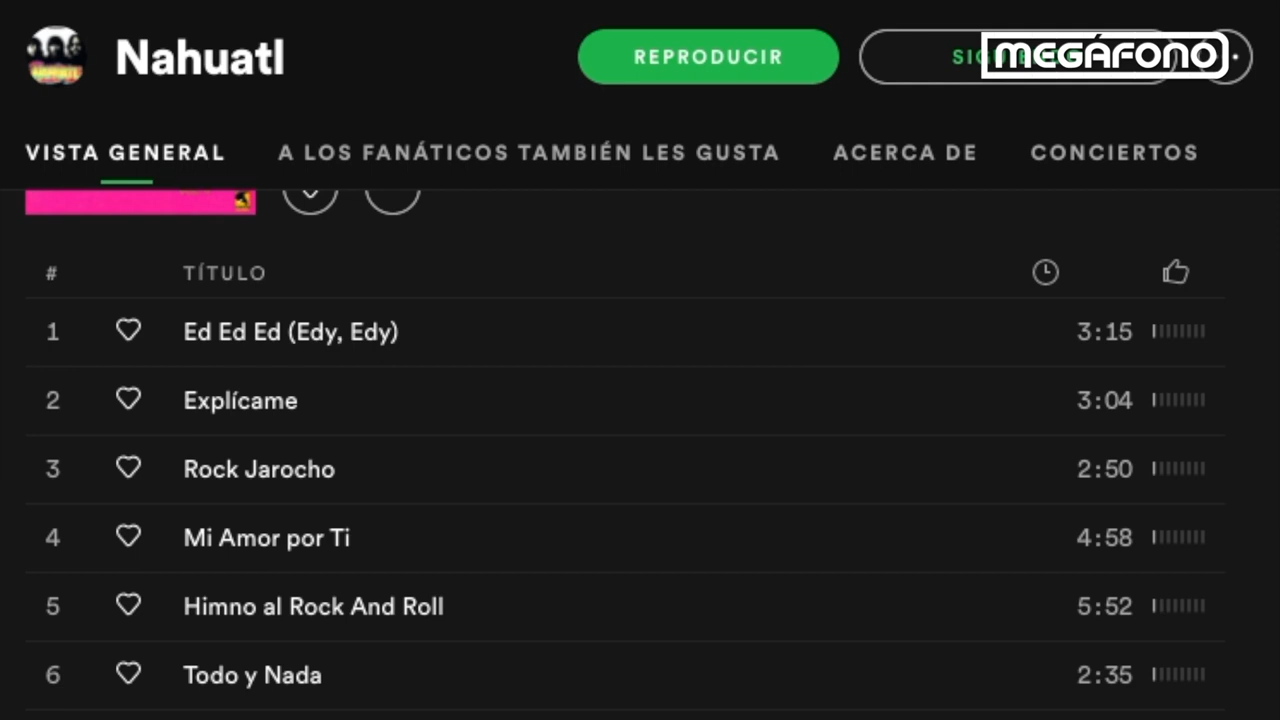 Nahuatl
REPRODUCIR
MEGÁFONO
VISTA GENERAL
A LOS FANÁTICOS TAMBIÉN LES GUSTA
ACERCA DE
CONCIERTOS
# TÍTULO
1 Ed Ed Ed (Edy, Edy) 3:15
2 Explícame 3:04
3 Rock Jarocho 2:50
4 Mi Amor por Ti 4:58
5 Himno al Rock And Roll 5:52
6 Todo y Nada 2:35